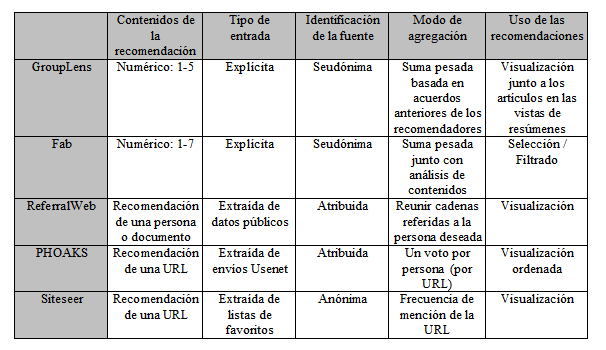 Contenidos de la recomendación
Tipo de entrada
Identificación de la fuente
Modo de agregación
Uso de las recomendaciones
GroupLens
Numérico: 1-5
Explícita
Seudónima
Suma pesada basada en acuerdos anteriores de los recomendadores
Visualización junto a los artículos en las vistas de resúmenes
Fab
Numérico: 1-7
Explícita
Seudónima
Suma pesada junto con análisis de contenidos
Selección / Filtrado
ReferralWeb
Recomendación de una persona o documento
Extraída de datos públicos
Atribuida
Reunir cadenas referidas a la persona deseada
Visualización
PHOAKS
Recomendación de una URL
Extraída de envíos Usenet
Atribuida
Un voto por persona (por URL)
Visualización ordenada
Siteseer
Recomendación de una URL
Extraída de listas de favoritos
Anónima
Frecuencia de mención de la URL
Visualización